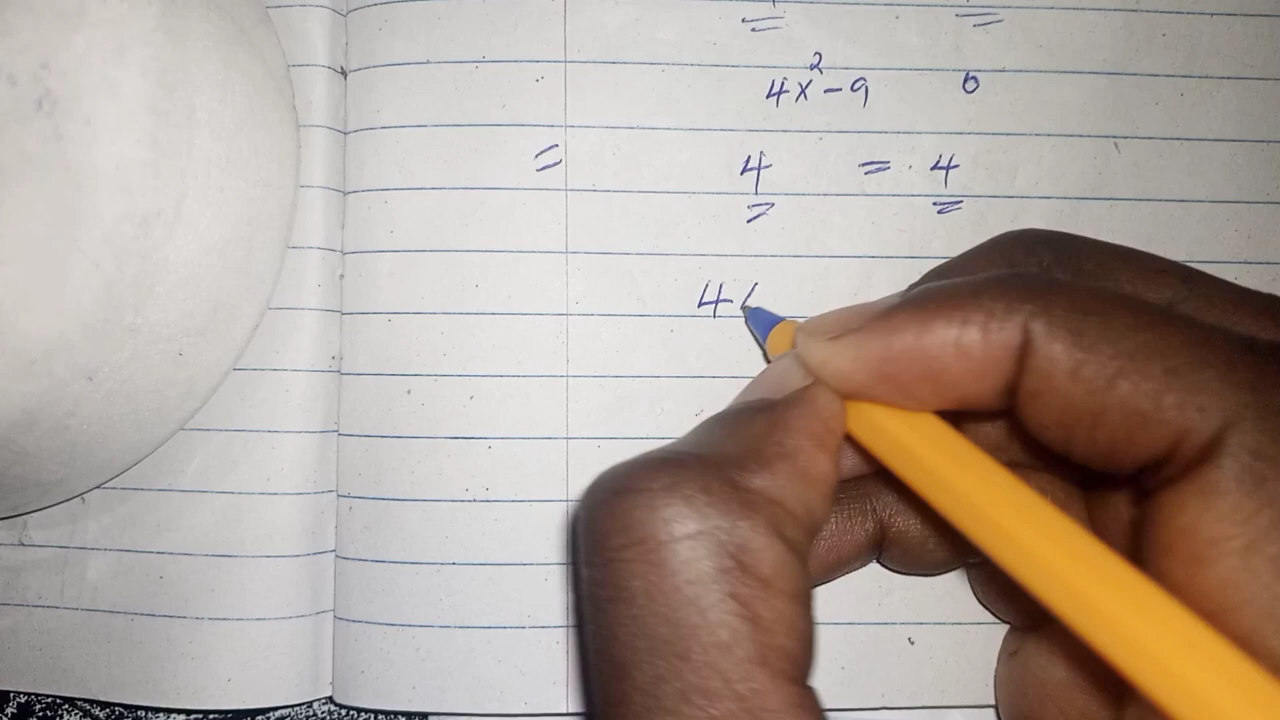 4x²-9 0
= 4 = 4
4(